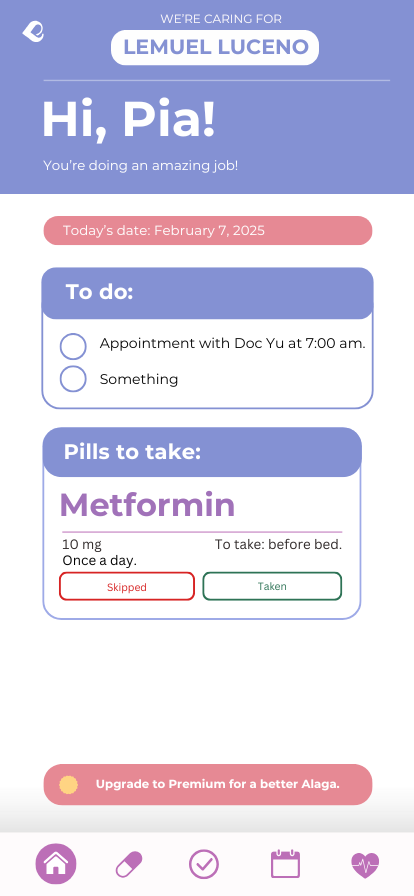 WE'RE CARING FOR
LEMUEL LUCENO
Hi, Pia!
You're doing an amazing job!
Today's date: February 7, 2025
To do:
Appointment with Doc Yu at 7:00 am.
Something
Pills to take:
Metformin
10 mg To take: before bed.
Once a day.
Skipped Taken
Upgrade to Premium for a better Alaga.